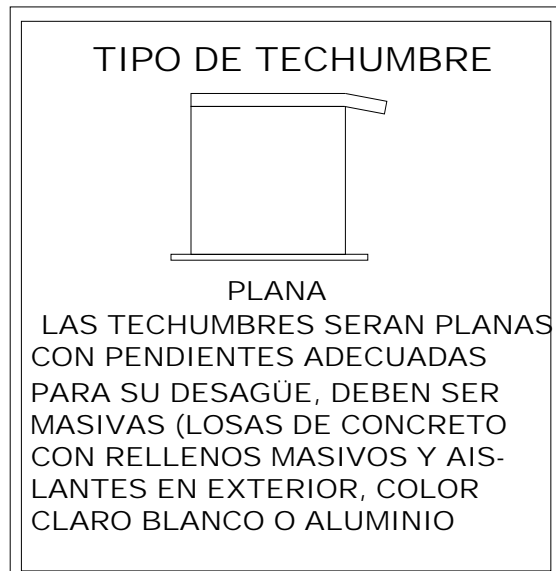 TIPO DE TECHUMBRE
PLANA
LAS TECHUMBRES SERAN PLANAS
CON PENDIENTES ADECUADAS
PARA SU DESAGÜE, DEBEN SER
MASIVAS (LOSAS DE CONCRETO
CON RELLENOS MASIVOS Y AIS-
LANTES EN EXTERIOR, COLOR
CLARO BLANCO O ALUMINIO